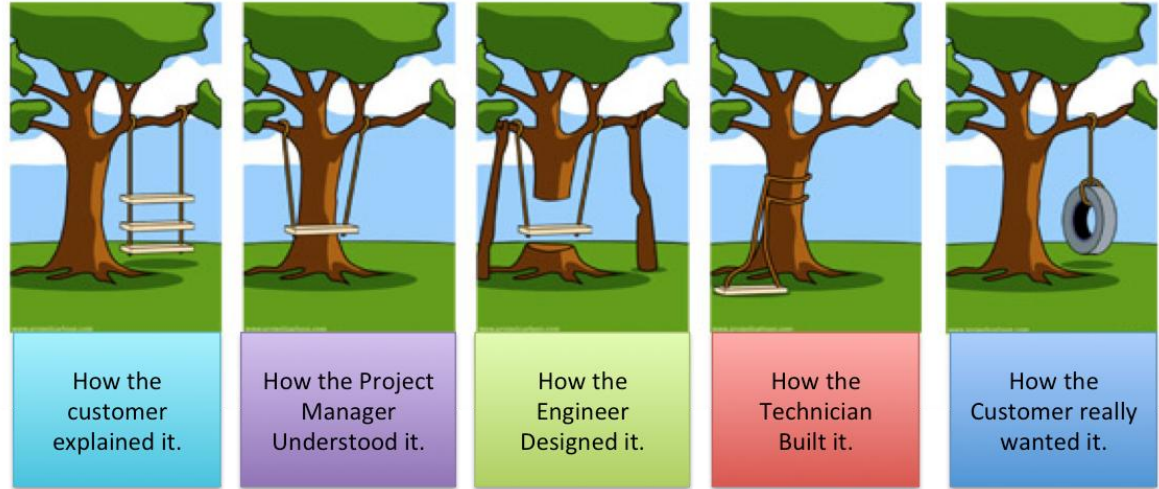 How the
customer
explained it.
How the Project
Manager
Understood it.
How the
Engineer
Designed it.
How the
Technician
Built it.
How the
Customer really
wanted it.